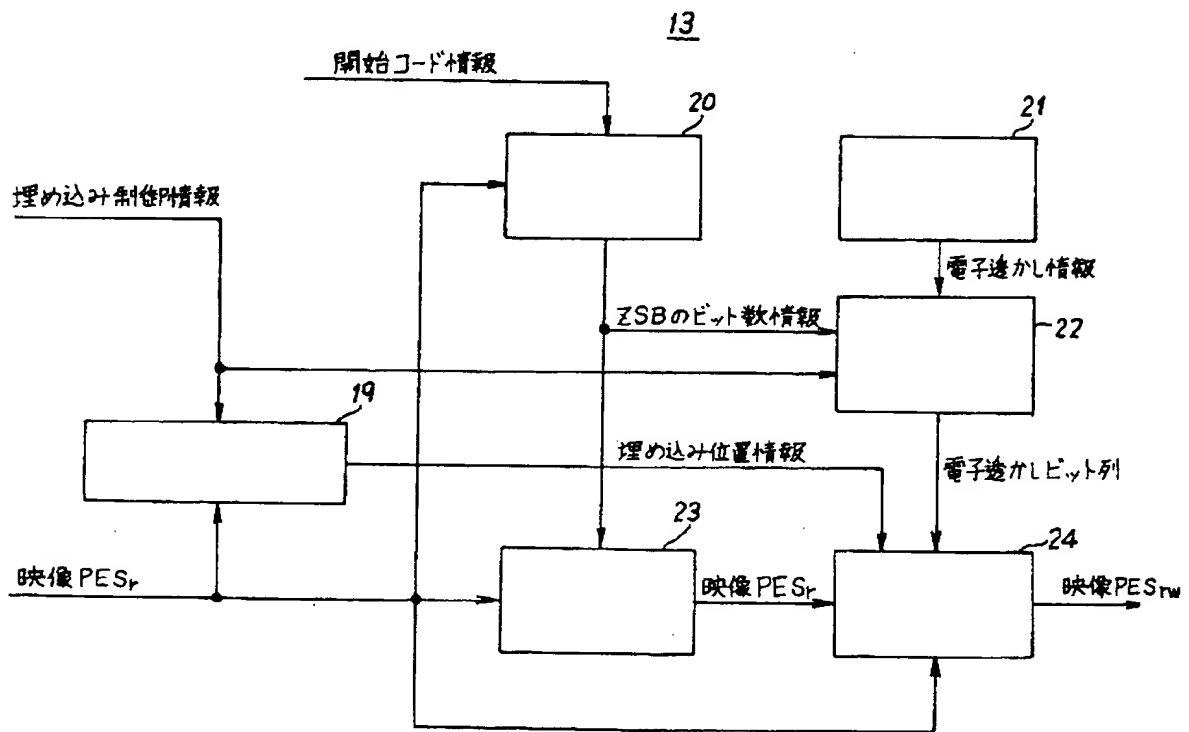 13
開始コード情報
20
21
埋め込み制御情報
電子透かし情報
ZSBのビット数情報
22
19
埋め込み位置情報
電子透かしビット列
23
24
映像PESr
映像PESr
映像PESrw